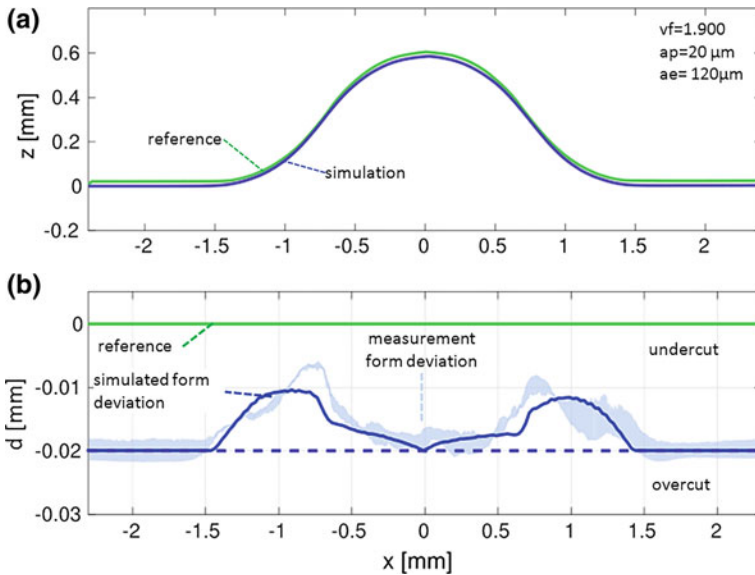 (a)
vf=1.900
ap=20 µm
ae= 120µm
z [mm]
0.6
0.4
0.2
0
-0.2
reference
simulation
-2 -1.5 -1 -0.5 0 0.5 1 1.5 2
(b)
d [mm]
0
-0.01
-0.02
-0.03
reference
measurement
form deviation
undercut
simulated form
deviation
overcut
-2 -1.5 -1 -0.5 0 0.5 1 1.5 2
x [mm]